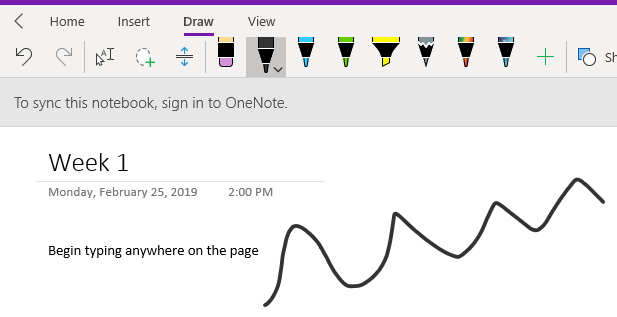 Home Insert Draw View
Sh
To sync this notebook, sign in to OneNote.
Week 1
Monday, February 25, 2019 2:00 PM
Begin typing anywhere on the page